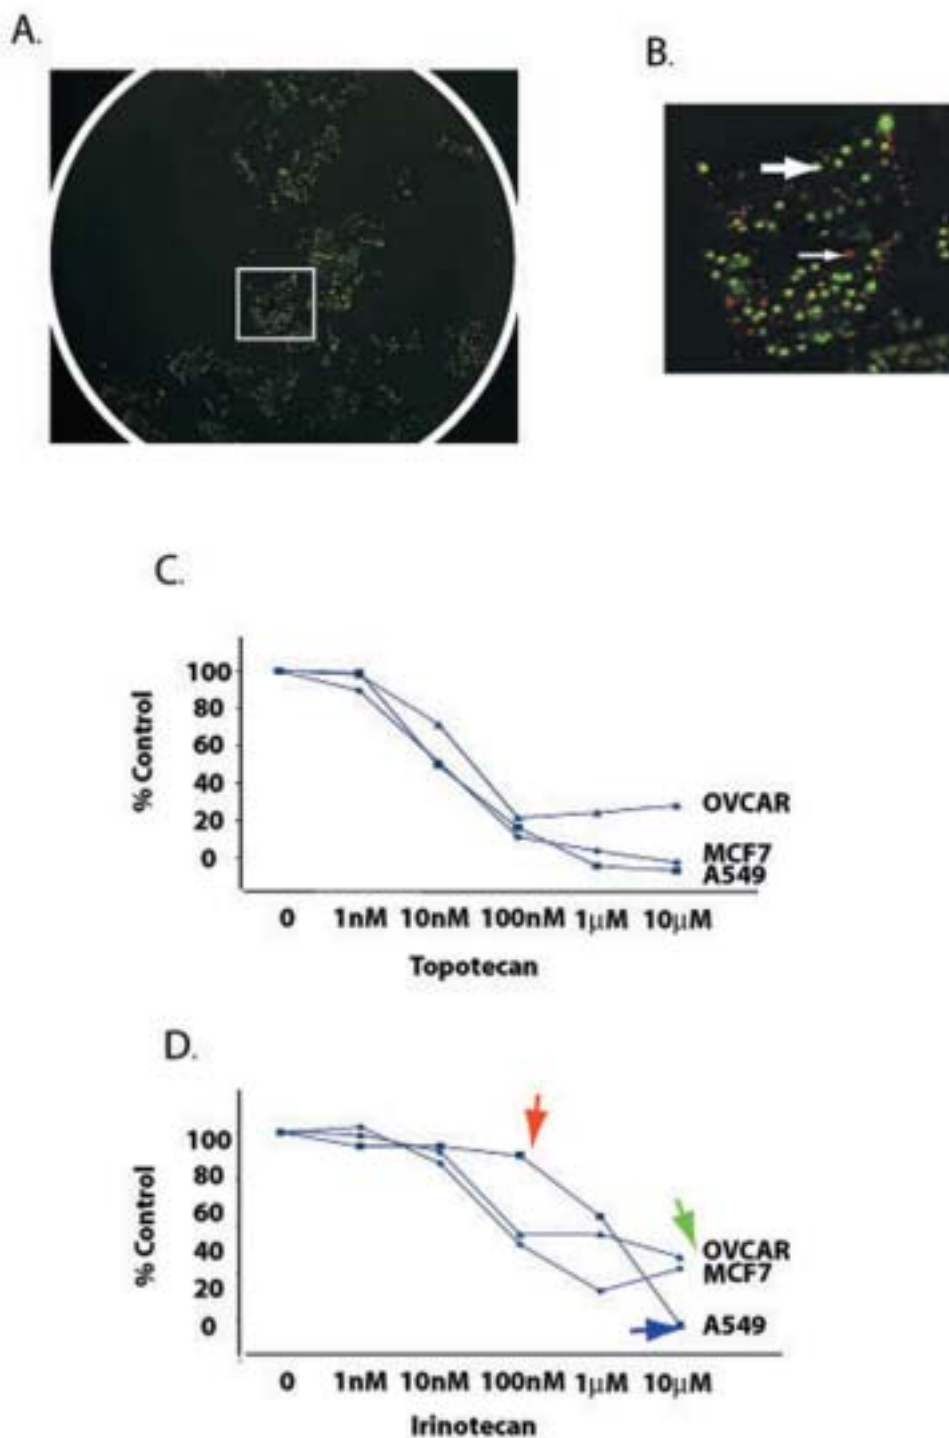 A.
B.
C.
% Control
100
80
60
40
20
0
OVCAR
MCF7
A549
0 1nM 10nM 100nM 1μM 10μM
Topotecan
D.
% Control
100
80
60
40
20
0
OVCAR
MCF7
A549
0 1nM 10nM 100nM 1μM 10μM
Irinotecan